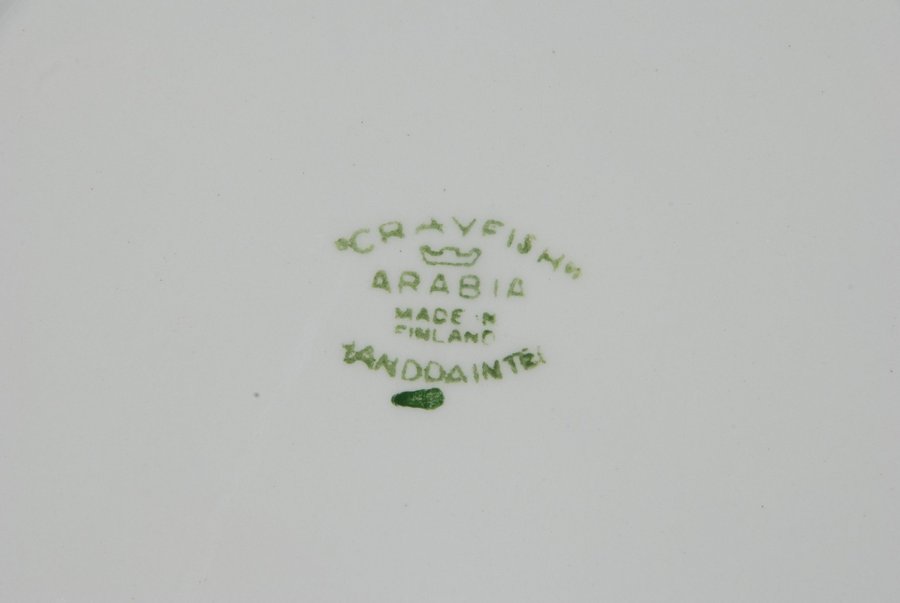 "CRAYFISH"
ARABIA
MADE IN
FINLAND
HANDPAINTED